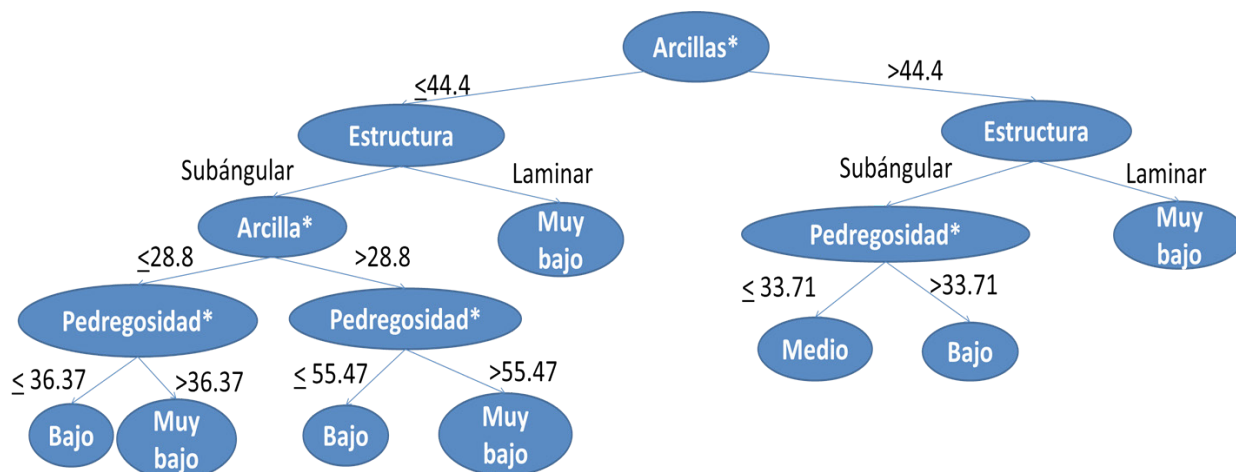 Arcillas*
≤44.4
>44.4
Estructura
Estructura
Subángular
Laminar
Subángular
Laminar
Arcilla*
Muy
bajo
Pedregosidad*
Muy
bajo
≤28.8
>28.8
≤ 33.71
>33.71
Pedregosidad*
Pedregosidad*
Medio
Bajo
≤ 36.37
>36.37
≤ 55.47
>55.47
Bajo
Muy
bajo
Bajo
Muy
bajo